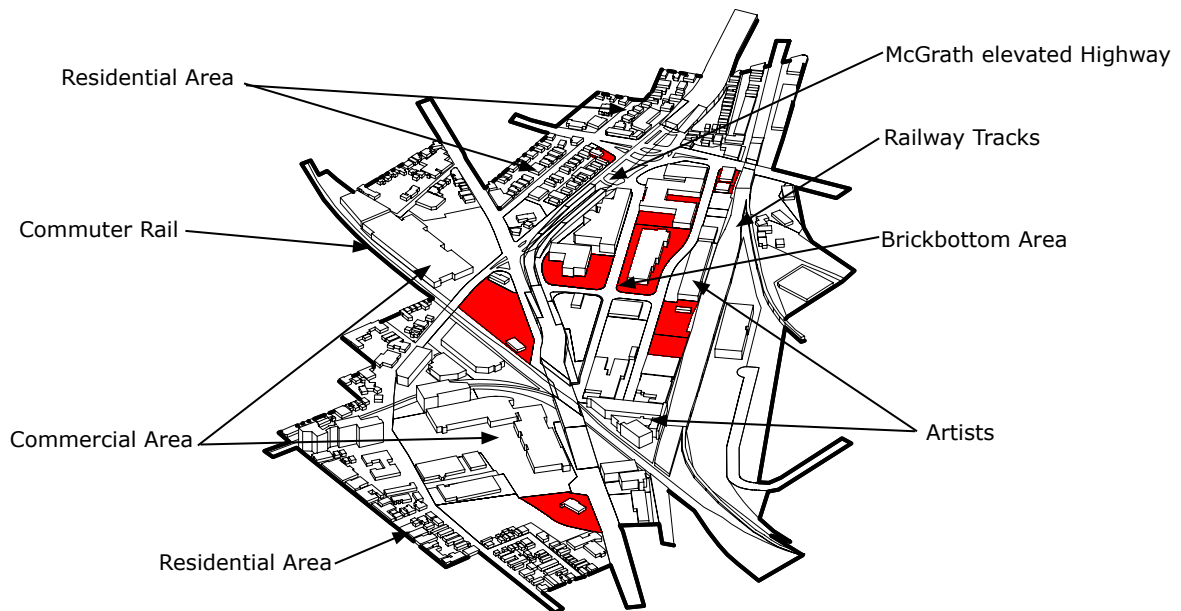 McGrath elevated Highway
Residential Area
Railway Tracks
Commuter Rail
Brickbottom Area
Commercial Area
Artists
Residential Area